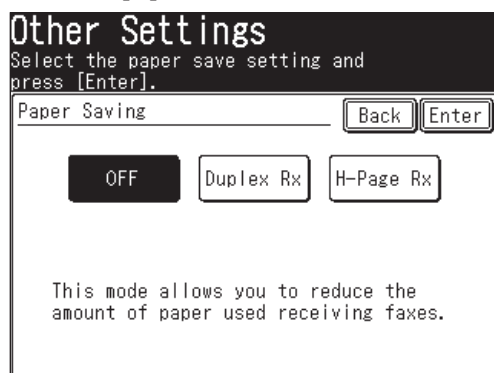 Other Settings
Select the paper save setting and
press [Enter].
Paper Saving
Back Enter
OFF Duplex Rx H-Page Rx
This mode allows you to reduce the
amount of paper used receiving faxes.